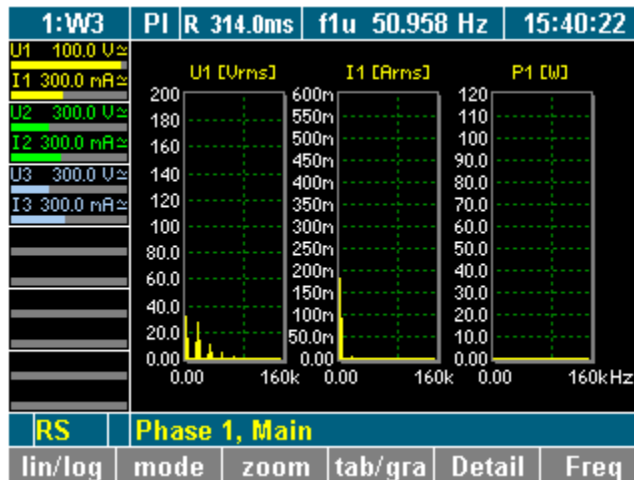 1:W3 PI R 314.0ms f1u 50.958 Hz 15:40:22
U1 100.0 V≃
I1 300.0 mA≃
U2 300.0 V≃
I2 300.0 mA≃
U3 300.0 V≃
I3 300.0 mA≃
U1 [Vrms] I1 [Arms] P1 [W]
200 600m 120
180 550m 110
160 500m 100
140 450m 90.0
120 400m 80.0
100 350m 70.0
80.0 300m 60.0
60.0 250m 50.0
40.0 200m 40.0
20.0 150m 30.0
0.00 100m 20.0
50.0m 10.0
0.00 0.00
0.00 160k 0.00 160k 0.00 160kHz
RS Phase 1, Main
lin/log mode zoom tab/gra Detail Freq